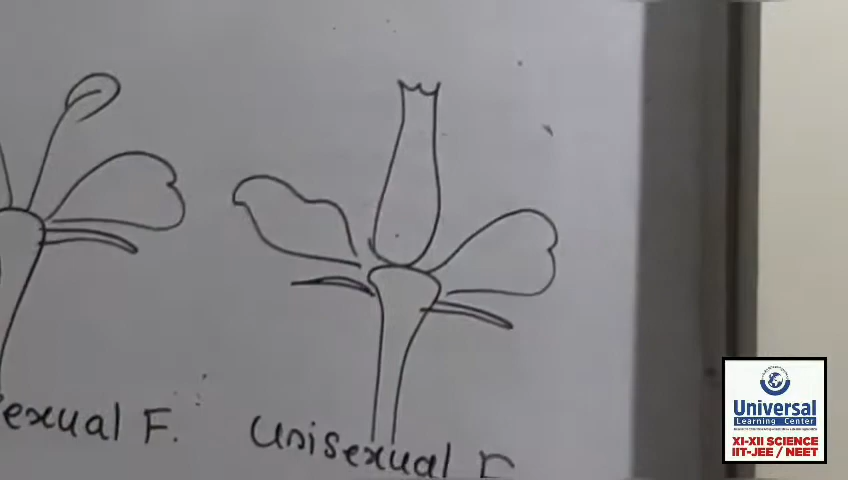 exual F.
Unisexual F
Universal
Learning Center
XI-XII SCIENCE
IIT-JEE / NEET